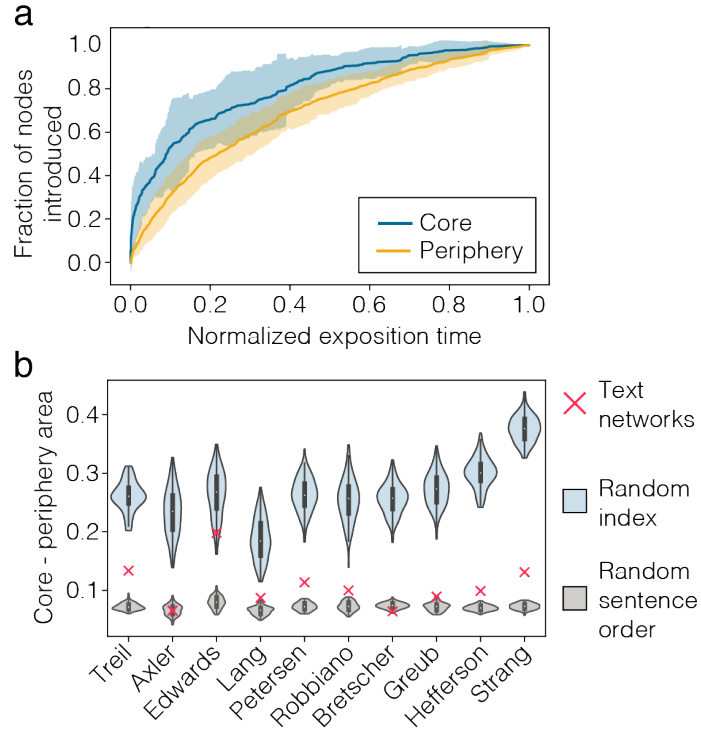 a
Fraction of nodes
introduced
1.0
0.8
0.6
0.4
0.2
0.0
Core
Periphery
0.0 0.2 0.4 0.6 0.8 1.0
Normalized exposition time
b
Core - periphery area
0.4
0.3
0.2
0.1
Treil
Axler
Edwards
Lang
Petersen
Robbiano
Bretscher
Greub
Hefferson
Strang
Text
networks
Random
index
Random
sentence
order